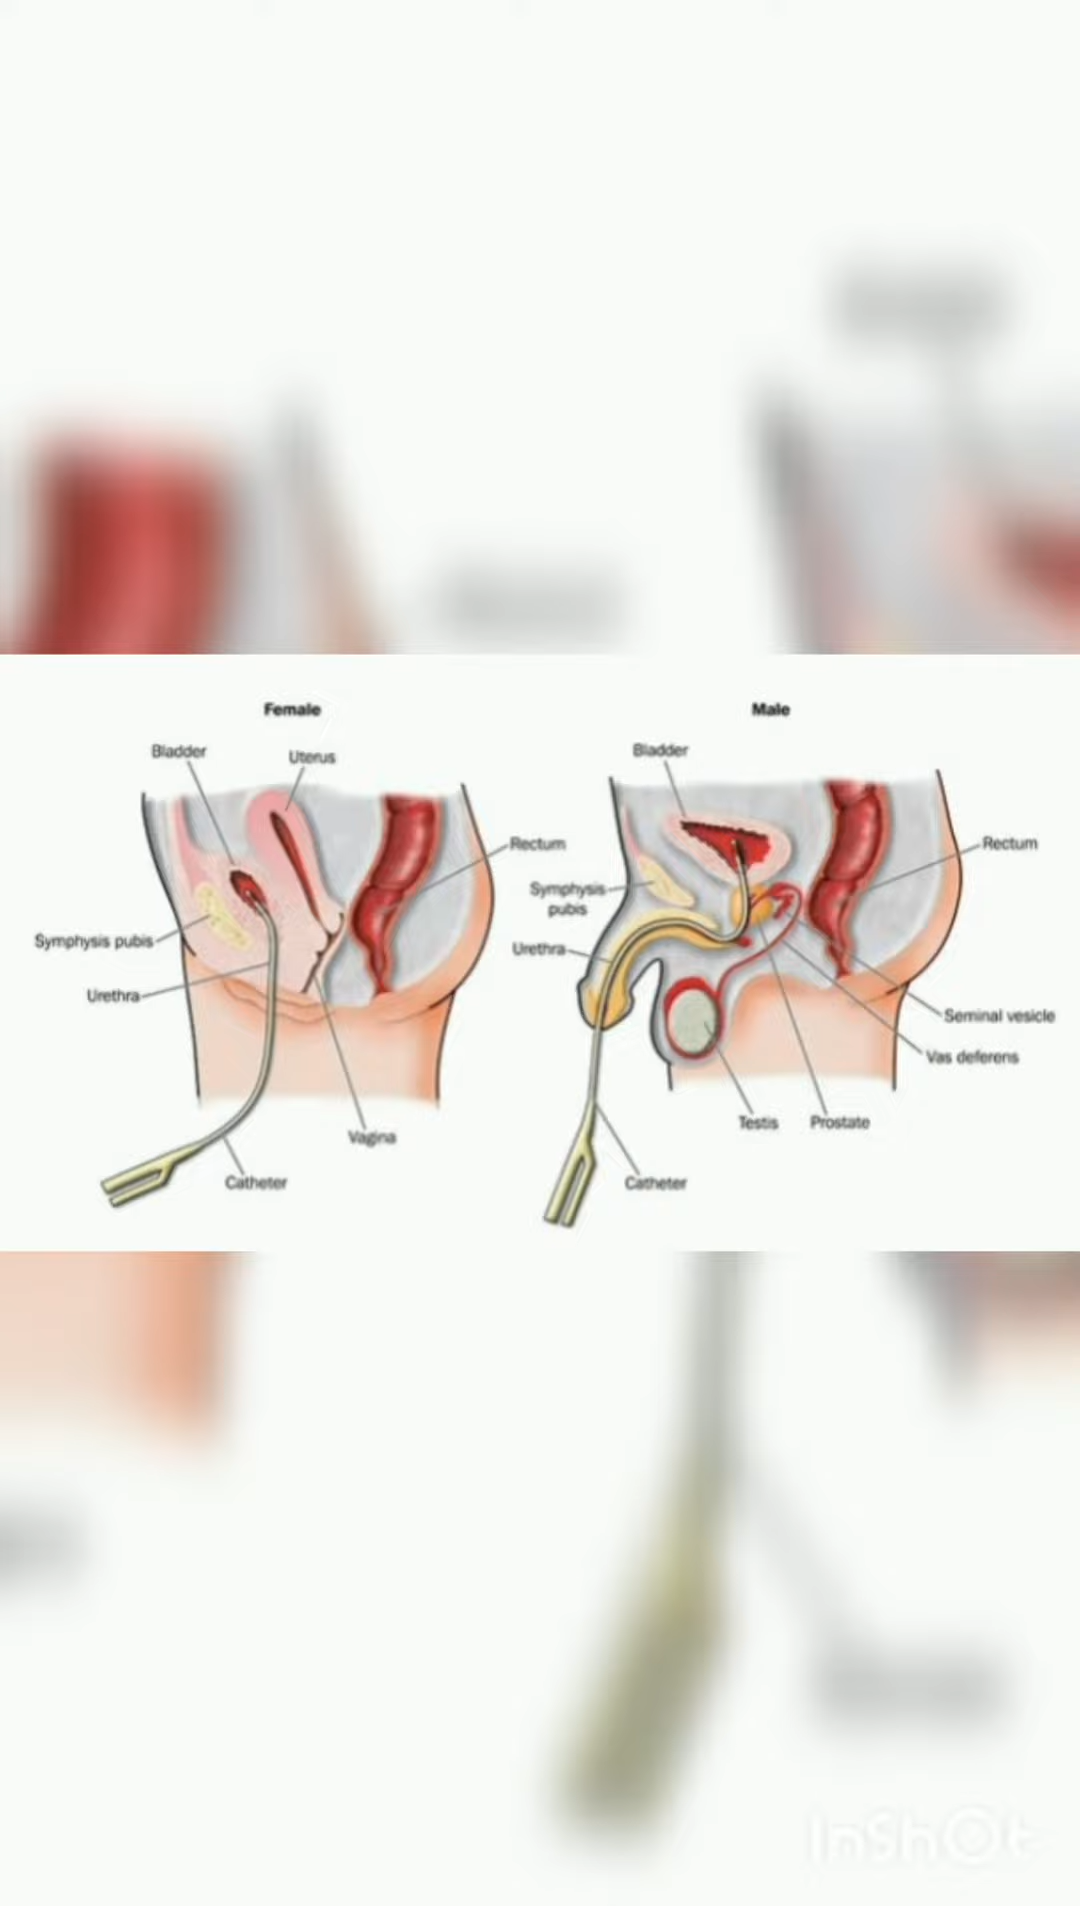 Female
Male
Bladder
Uterus
Rectum
Symphysis pubis
Urethra
Vagina
Catheter
Bladder
Rectum
Symphysis
pubis
Urethra
Seminal vesicle
Vas deferens
Testis
Prostate
Catheter
InShOt